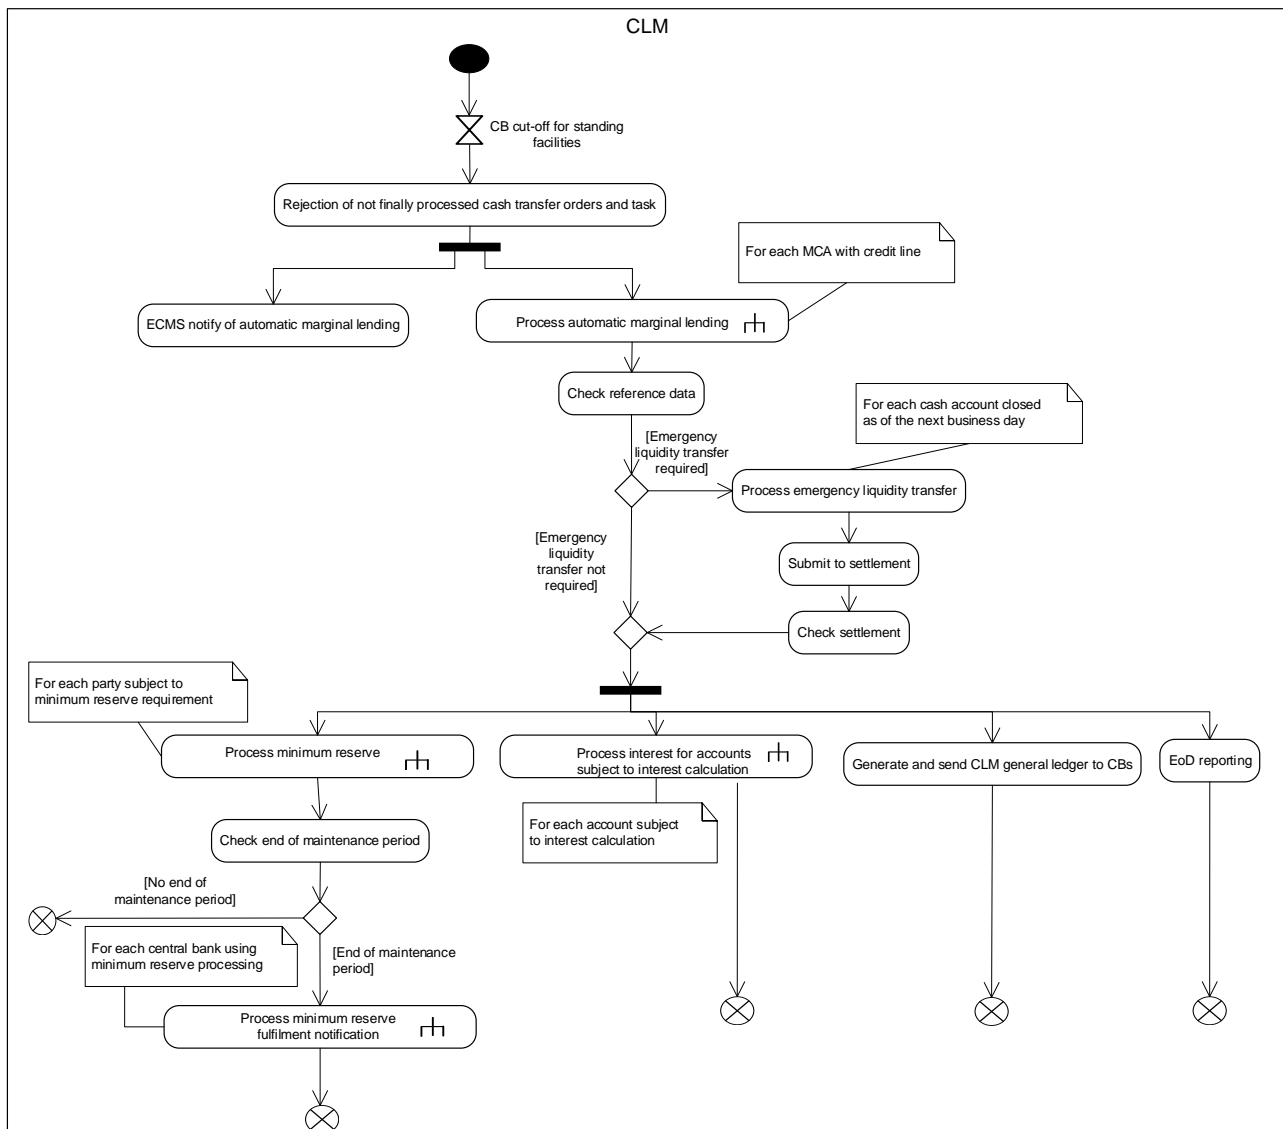 CLM
CB cut-off for standing
facilities
Rejection of not finally processed cash transfer orders and task
For each MCA with credit line
ECMS notify of automatic marginal lending
Process automatic marginal lending
Check reference data
For each cash account closed
as of the next business day
[Emergency
liquidity transfer
required]
Process emergency liquidity transfer
[Emergency
liquidity
transfer not
required]
Submit to settlement
Check settlement
For each party subject to
minimum reserve requirement
Process minimum reserve
Process interest for accounts
subject to interest calculation
Generate and send CLM general ledger to CBs
EoD reporting
For each account subject
to interest calculation
Check end of maintenance period
[No end of
maintenance period]
For each central bank using
minimum reserve processing
[End of maintenance
period]
Process minimum reserve
fulfilment notification